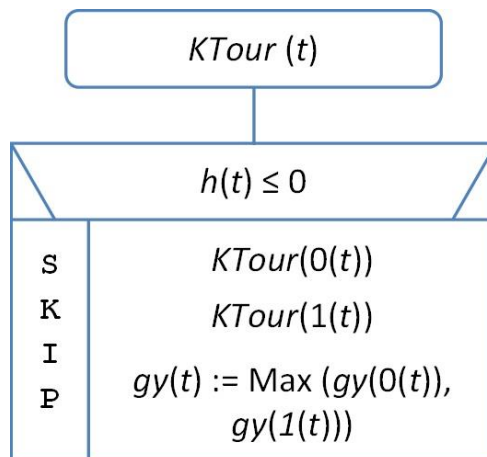 KTour (t)
h(t) ≤ 0
S
K
I
P
KTour(0(t))
KTour(1(t))
gy(t) := Max (gy(0(t)),
gy(1(t)))